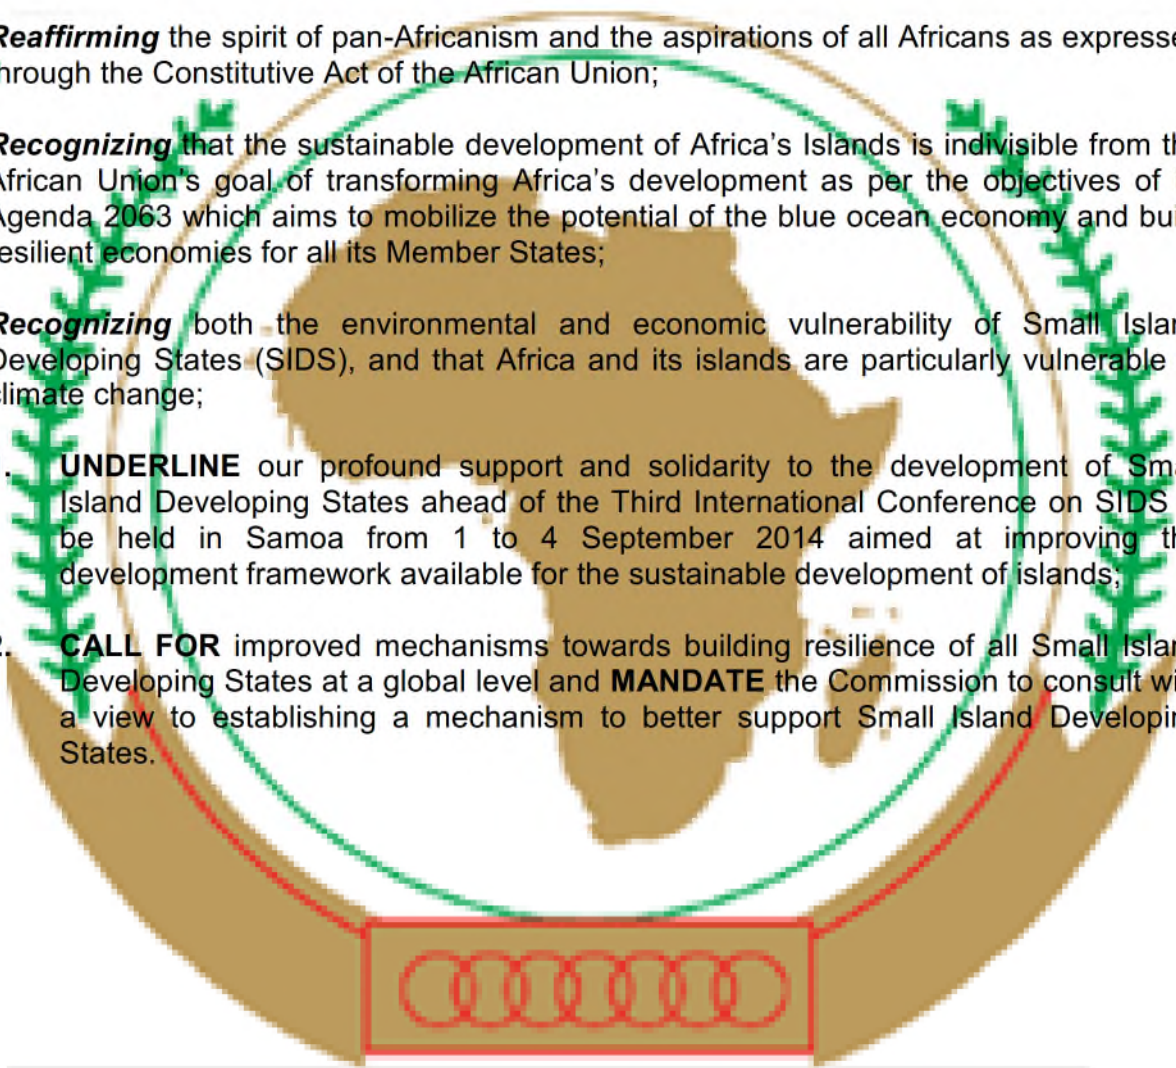 Reaffirming the spirit of pan-Africanism and the aspirations of all Africans as expresse
hrough the Constitutive Act of the African Union;
Recognizing that the sustainable development of Africa's Islands is indivisible from th
African Union's goal of transforming Africa's development as per the objectives of
Agenda 2063 which aims to mobilize the potential of the blue ocean economy and bui
resilient economies for all its Member States;
Recognizing both the environmental and economic vulnerability of Small Islan
Developing States (SIDS), and that Africa and its islands are particularly vulnerable
climate change;
. UNDERLINE our profound support and solidarity to the development of Sma
Island Developing States ahead of the Third International Conference on SIDS
be held in Samoa from 1 to 4 September 2014 aimed at improving th
development framework available for the sustainable development of islands;
2. CALL FOR improved mechanisms towards building resilience of all Small Islan
Developing States at a global level and MANDATE the Commission to consult wi
a view to establishing a mechanism to better support Small Island Developin
States.